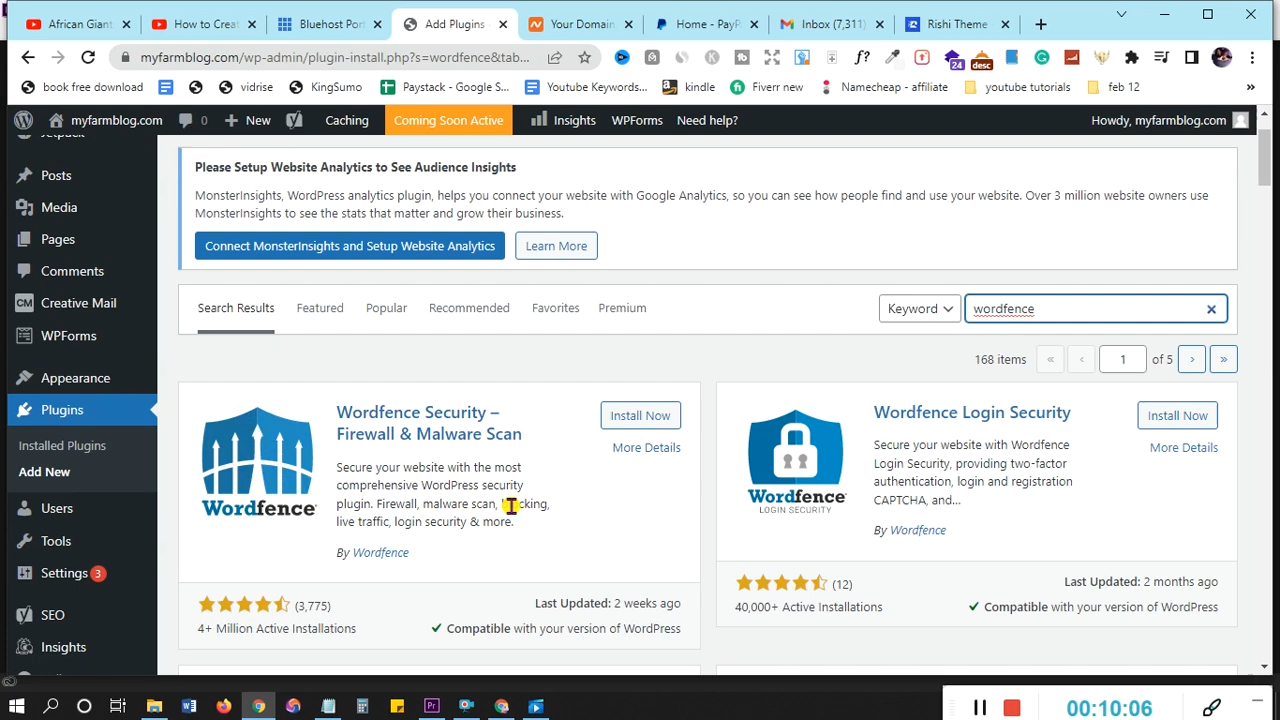 African Giant
How to Creat
Bluehost Por
Add Plugins
Your Domain
Home - PayP
Inbox (7,311)
Rishi Theme
myfarmblog.com/wp-admin/plugin-install.php?s=wordfence&tab...
24
desc
f?
book free download
vidris
KingSumo
Paystack - Google S...
Youtube Keywords...
kindle
Fiverr new
Namecheap - affiliate
youtube tutorials
feb 12
»
myfarmblog.com
0
New
Caching
Coming Soon Active
Insights
WPForms
Need help?
Howdy, myfarmblog.com
Jetpack
Posts
Media
Pages
Comments
CM Creative Mail
WPForms
Appearance
Plugins
Installed Plugins
Add New
Users
Tools
Settings 3
SEO
Insights
Please Setup Website Analytics to See Audience Insights
MonsterInsights, WordPress analytics plugin, helps you connect your website with Google Analytics, so you can see how people find and use your website. Over 3 million website owners use
MonsterInsights to see the stats that matter and grow their business.
Connect MonsterInsights and Setup Website Analytics
Learn More
Search Results
Featured
Popular
Recommended
Favorites
Premium
Keyword
wordfence
168 items
«
‹
1
of 5
›
»
Wordfence
Wordfence Security –
Firewall & Malware Scan
Install Now
More Details
Secure your website with the most
comprehensive WordPress security
plugin. Firewall, malware scan,
live traffic, login security & more.
By Wordfence
(3,775)
4+ Million Active Installations
Last Updated: 2 weeks ago
Compatible with your version of WordPress
Wordfence
LOGIN SECURITY
Wordfence Login Security
Install Now
More Details
Secure your website with Wordfence
Login Security, providing two-factor
authentication, login and registration
CAPTCHA, and...
By Wordfence
(12)
40,000+ Active Installations
Last Updated: 2 months ago
Compatible with your version of WordPress
Pr
00:10:06